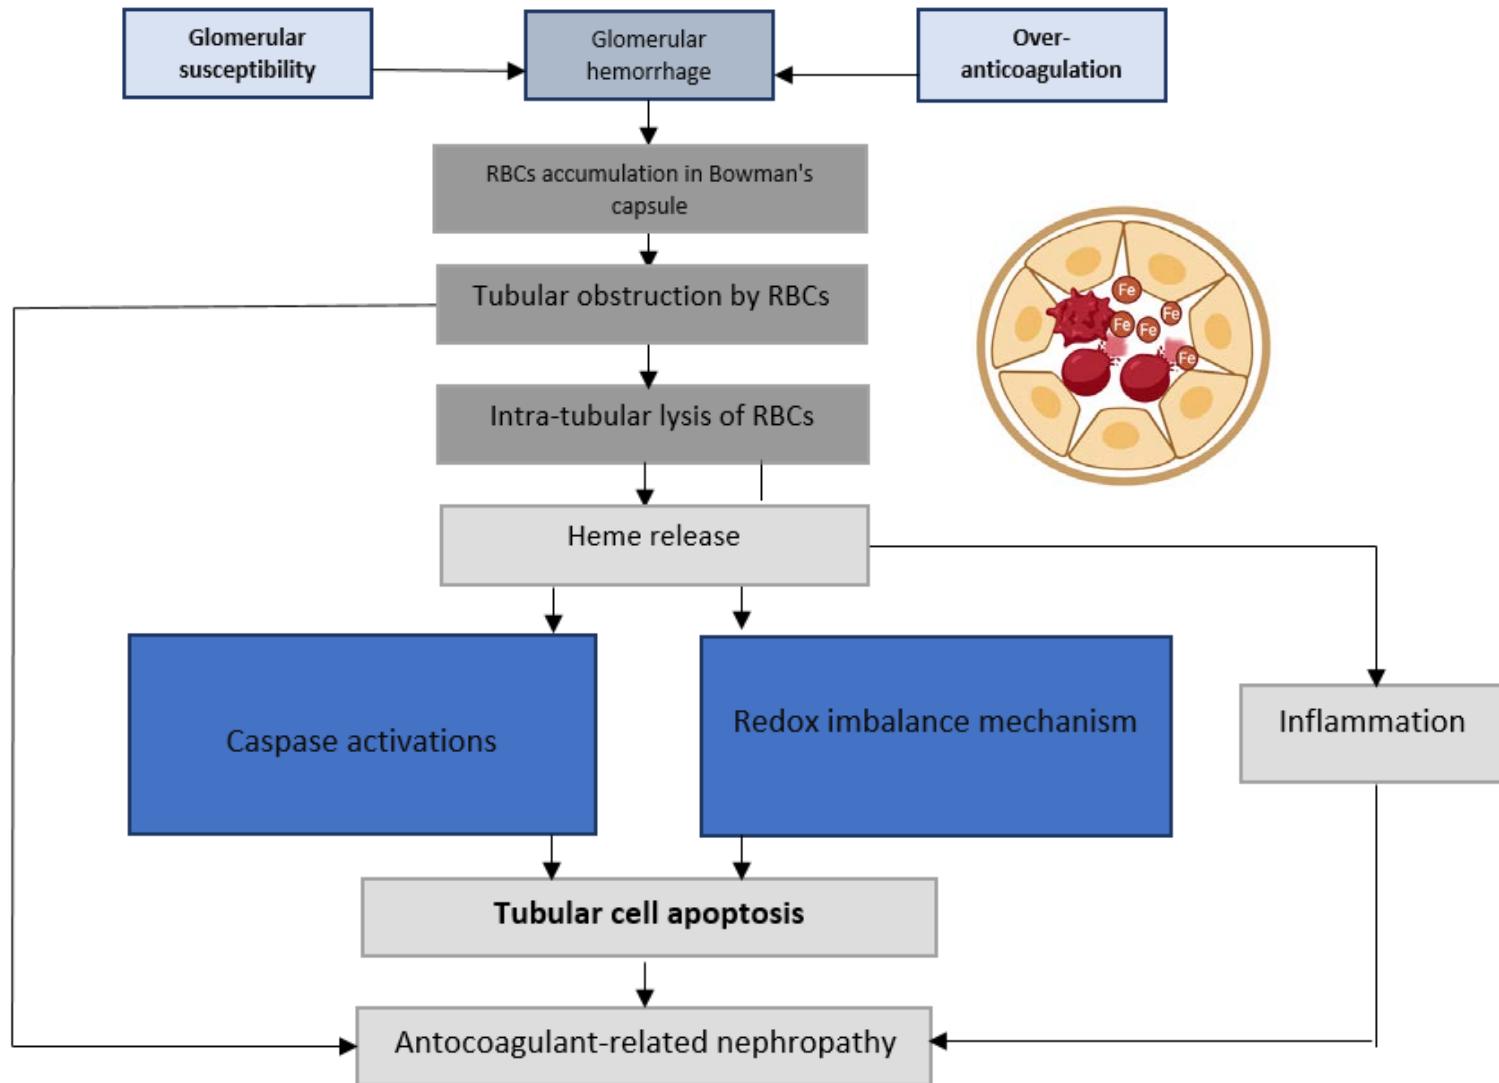 Glomerular
susceptibility
Glomerular
hemorrhage
Over-
anticoagulation
RBCs accumulation in Bowman's
capsule
Tubular obstruction by RBCs
Intra-tubular lysis of RBCs
Fe
Fe
Fe
Fe
Fe
Heme release
Caspase activations
Redox imbalance mechanism
Inflammation
Tubular cell apoptosis
Antocoagulant-related nephropathy